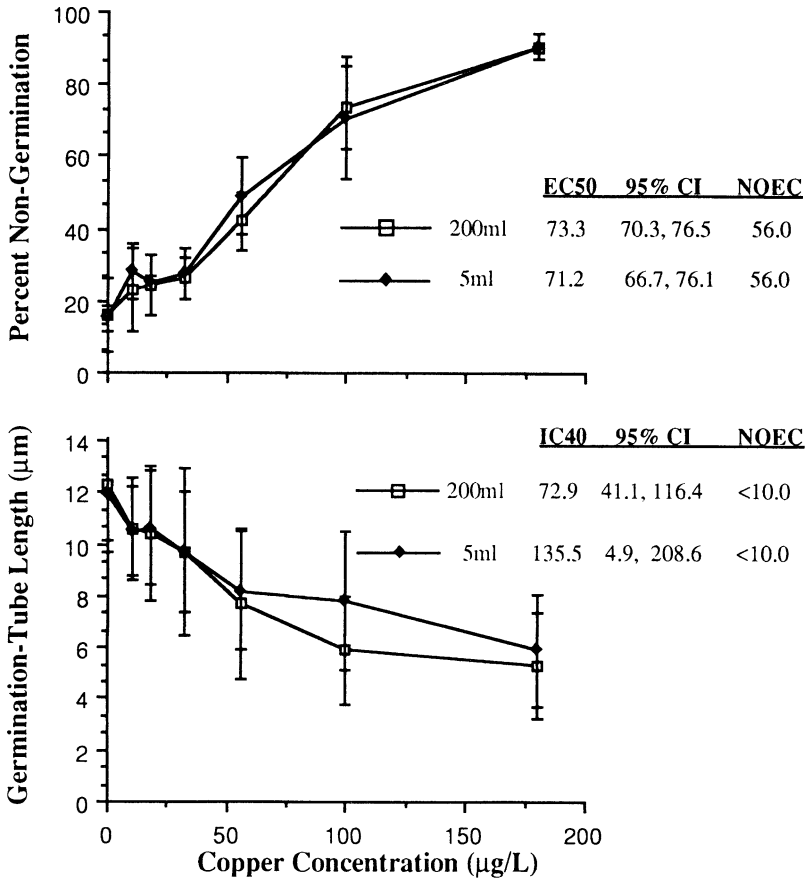 100
80
60
40
20
0
Percent Non-Germination
EC50 95% CI NOEC
200ml 73.3 70.3, 76.5 56.0
5ml 71.2 66.7, 76.1 56.0
14
12
10
8
6
4
2
0
Germination-Tube Length (µm)
IC40 95% CI NOEC
200ml 72.9 41.1, 116.4 <10.0
5ml 135.5 4.9, 208.6 <10.0
0 50 100 150 200
Copper Concentration (µg/L)